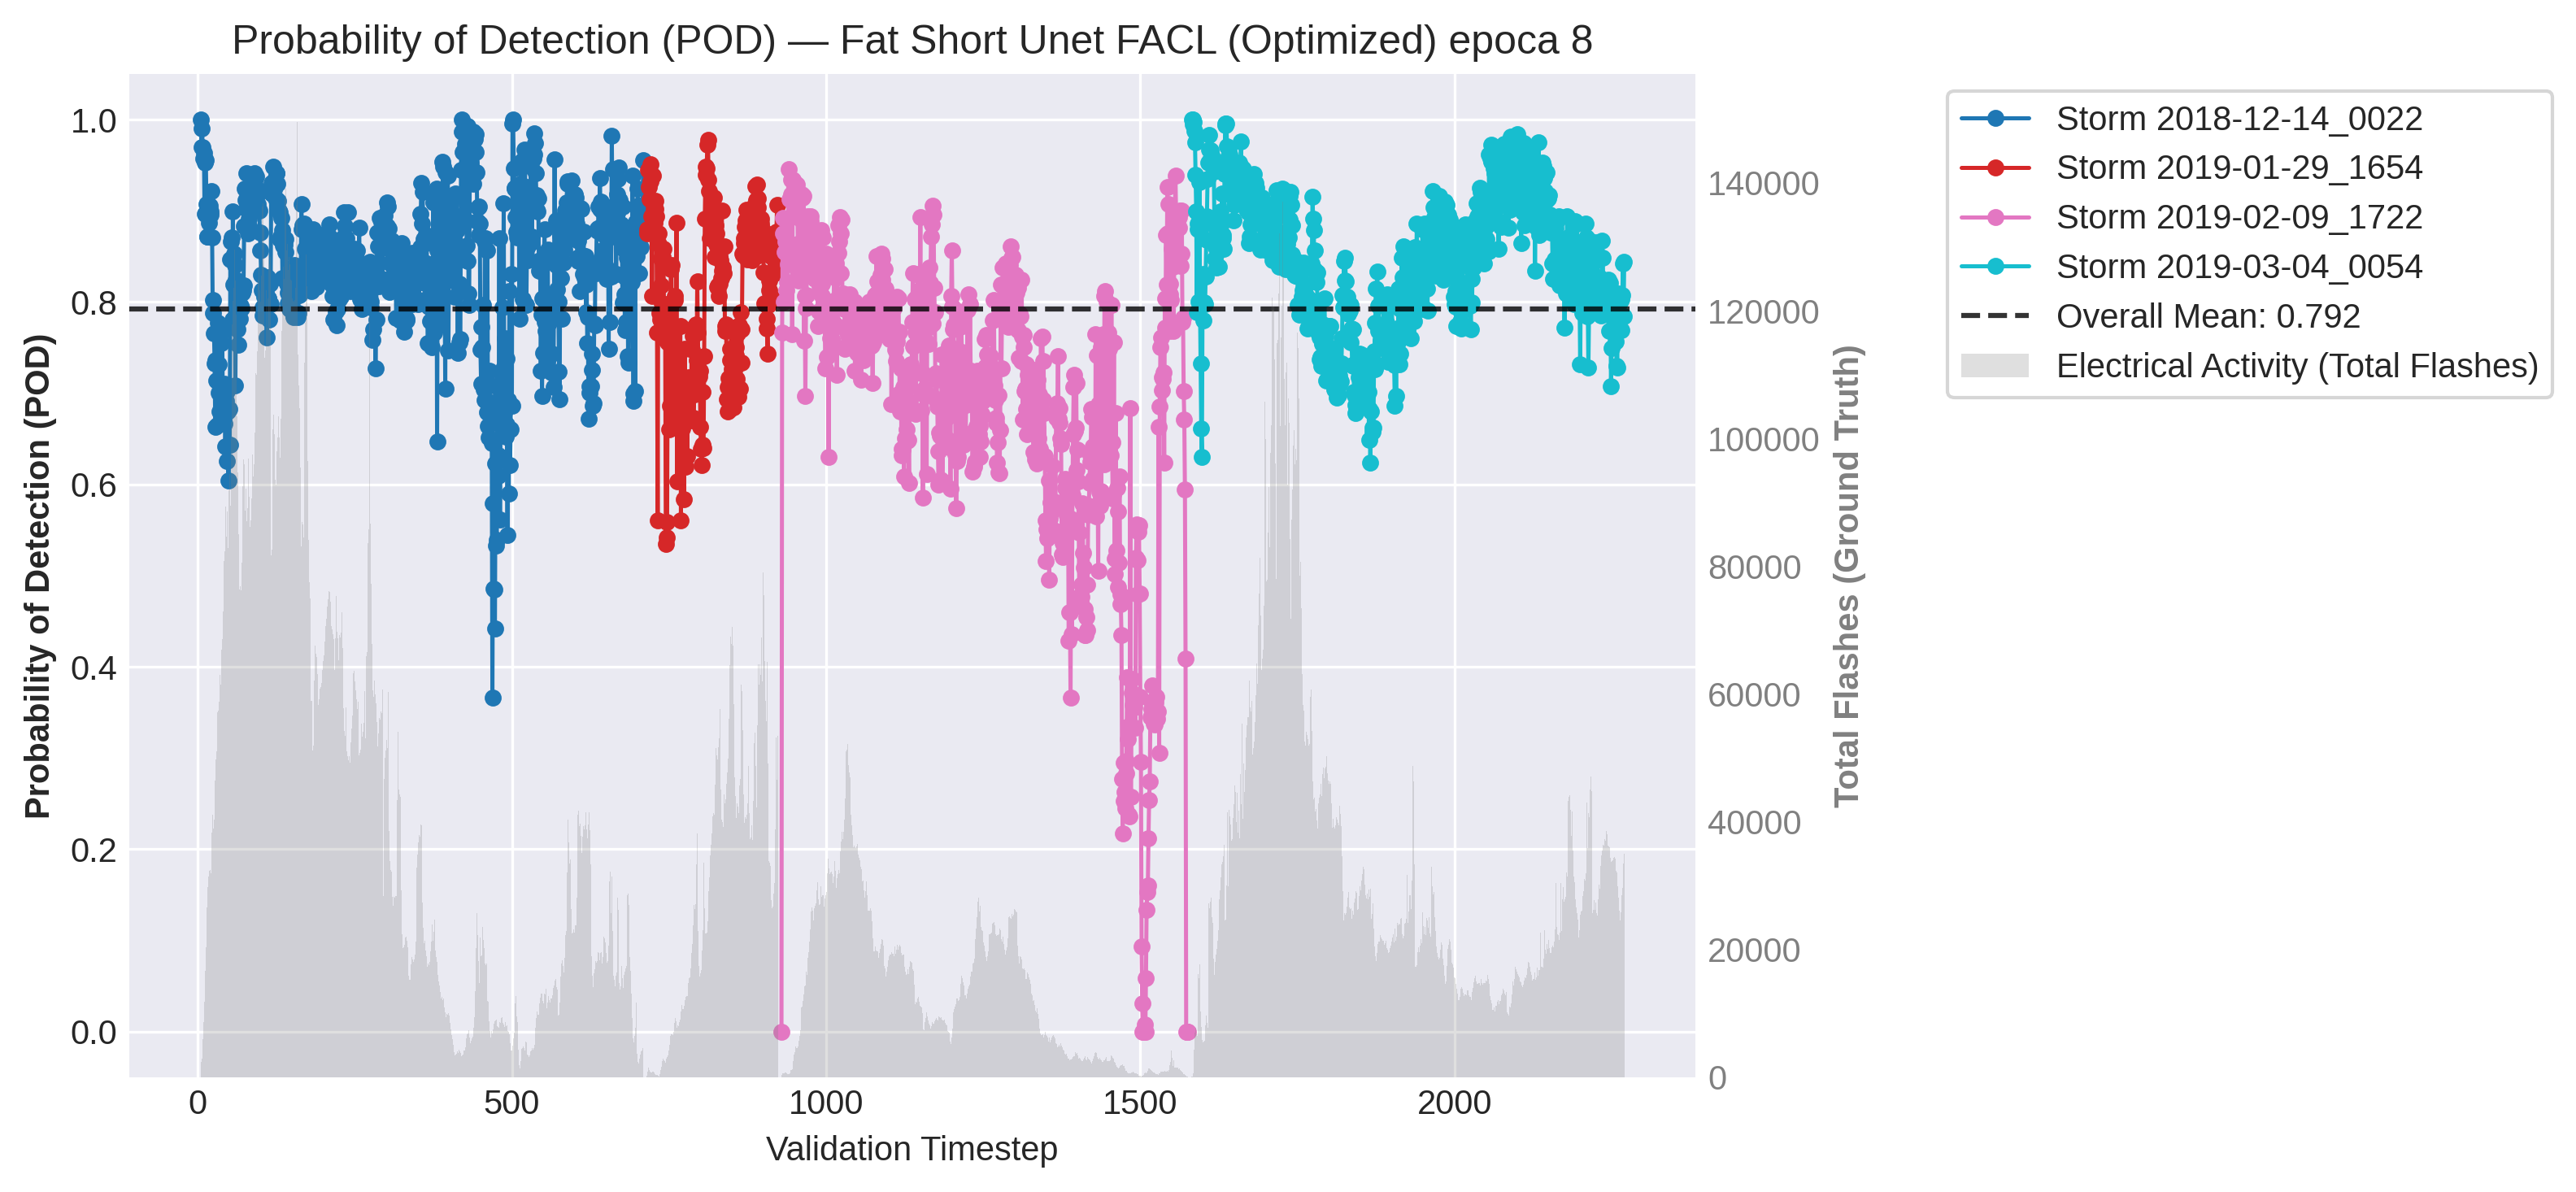 Probability of Detection (POD) — Fat Short Unet FACL (Optimized) epoca 8
Probability of Detection (POD)
1.0
0.8
0.6
0.4
0.2
0.0
0
500
1000
1500
2000
Validation Timestep
140000
120000
100000
80000
60000
40000
20000
0
Total Flashes (Ground Truth)
Storm 2018-12-14_0022
Storm 2019-01-29_1654
Storm 2019-02-09_1722
Storm 2019-03-04_0054
Overall Mean: 0.792
Electrical Activity (Total Flashes)